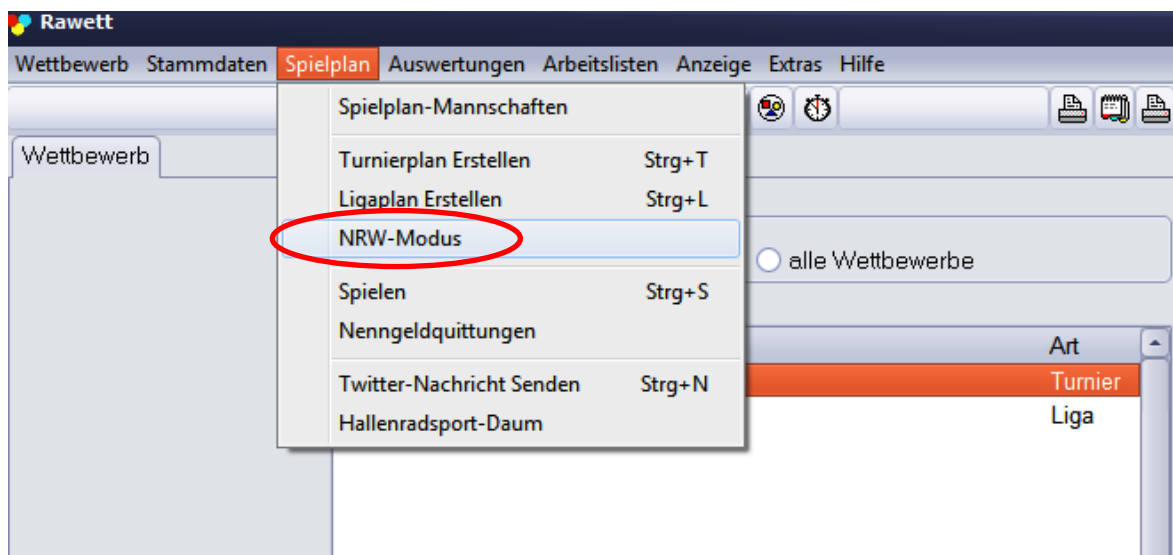 Rawett
Wettbewerb Stammdaten Spielplan Auswertungen Arbeitslisten Anzeige Extras Hilfe
Spielplan-Mannschaften
Wettbewerb
Turnierplan Erstellen Strg+T
Ligaplan Erstellen Strg+L
NRW-Modus
alle Wettbewerbe
Spielen Strg+S
Nenngeldquittungen
Art
Twitter-Nachricht Senden Strg+N
Turnier
Hallenradsport-Daum
Liga